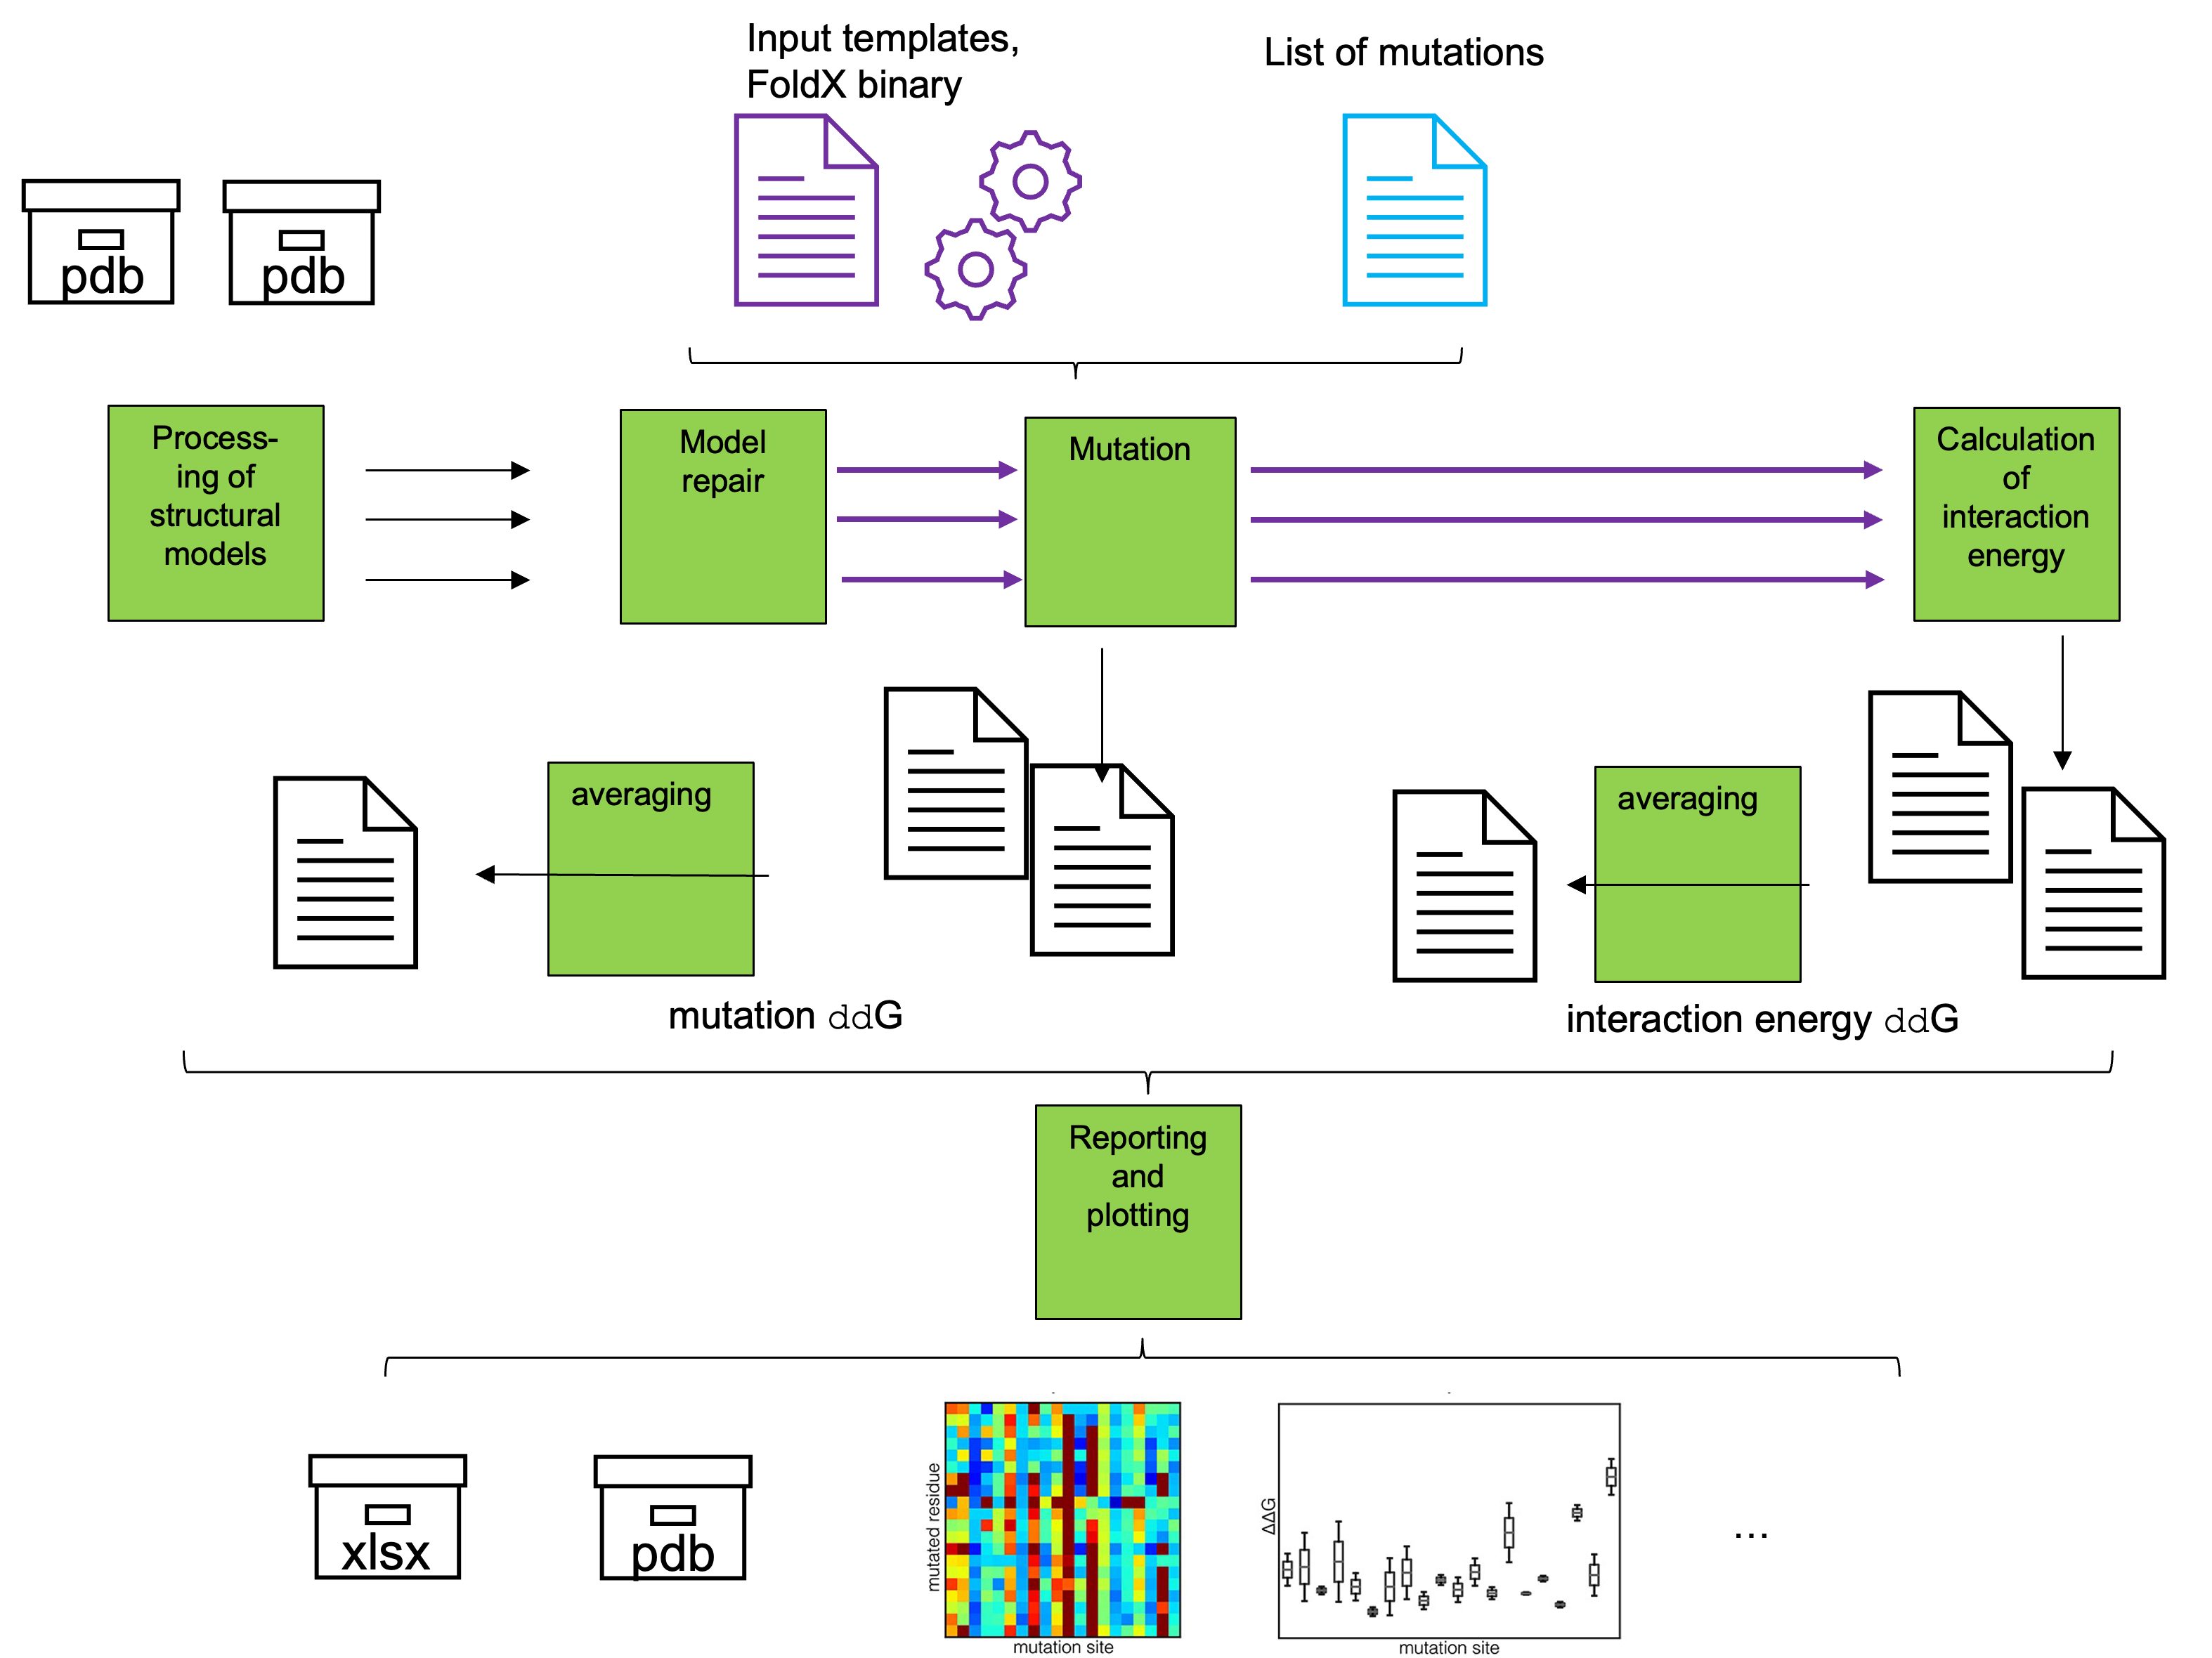 Input templates,
FoldX binary
List of mutations
pdb
pdb
Process-
ing of
structural
models
Model
repair
Mutation
Calculation
of
interaction
energy
averaging
averaging
mutation ddG
interaction energy ddG
Reporting
and
plotting
xlsx
pdb
mutated residue
mutation site
ΔΔG
mutation site
...